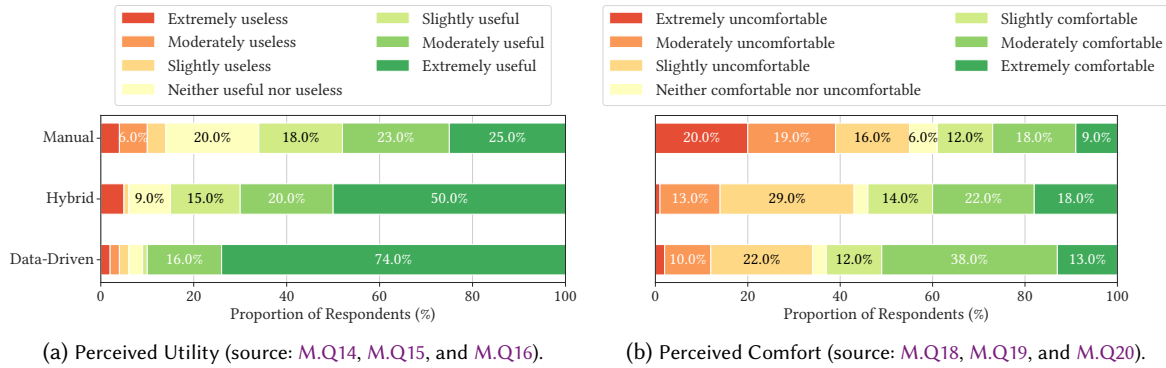 Extremely useless
Moderately useless
Slightly useless
Neither useful nor useless
Slightly useful
Moderately useful
Extremely useful
Manual
Hybrid
Data-Driven
6.0% 20.0% 18.0% 23.0% 25.0%
9.0% 15.0% 20.0% 50.0%
16.0% 74.0%
0 20 40 60 80 100
Proportion of Respondents (%)
(a) Perceived Utility (source: M.Q14, M.Q15, and M.Q16).
Extremely uncomfortable
Moderately uncomfortable
Slightly uncomfortable
Neither comfortable nor uncomfortable
Slightly comfortable
Moderately comfortable
Extremely comfortable
20.0% 19.0% 16.0% 6.0% 12.0% 18.0% 9.0%
13.0% 29.0% 14.0% 22.0% 18.0%
10.0% 22.0% 12.0% 38.0% 13.0%
0 20 40 60 80 100
Proportion of Respondents (%)
(b) Perceived Comfort (source: M.Q18, M.Q19, and M.Q20).